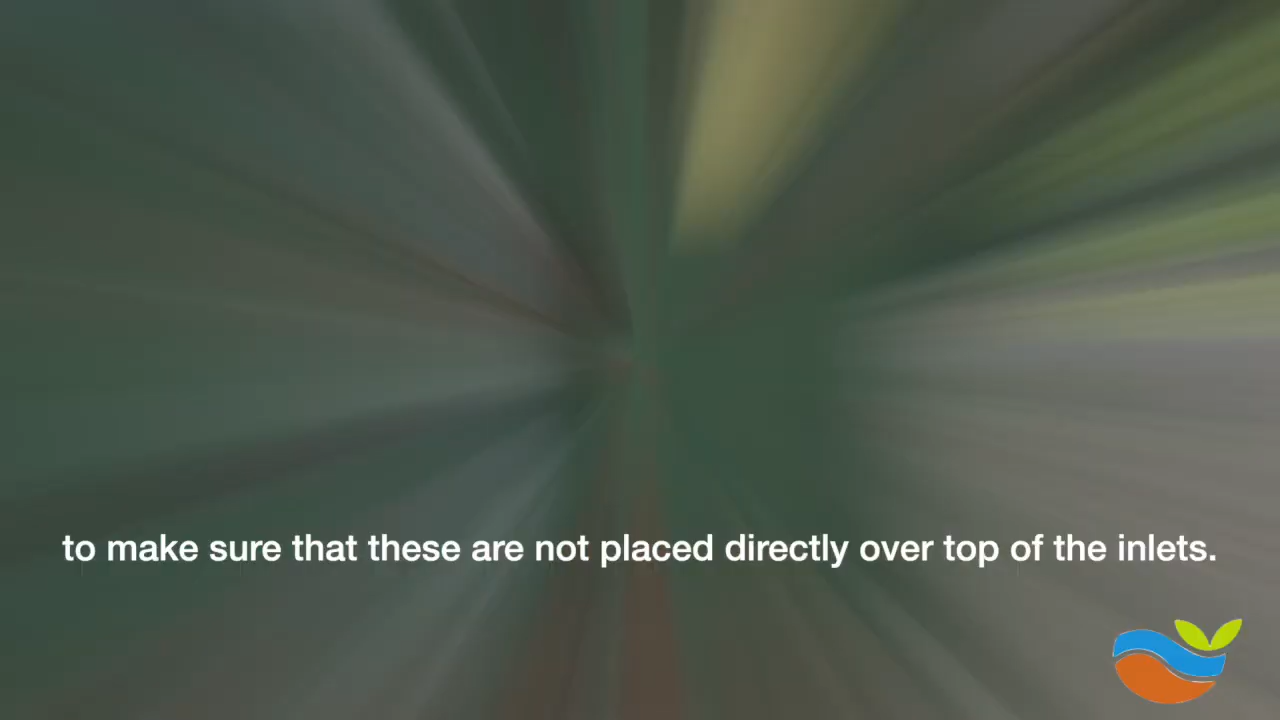 to make sure that these are not placed directly over top of the inlets.